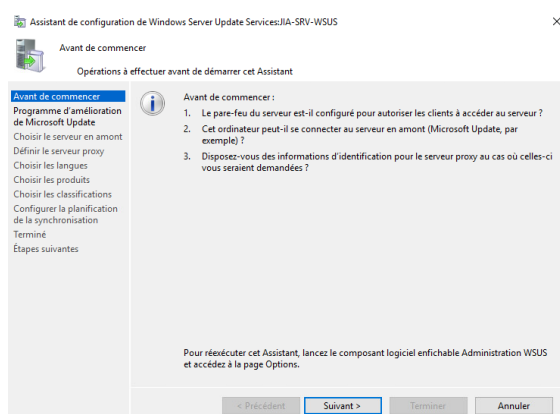 Assistant de configuration de Windows Server Update Services:JIA-SRV-WSUS
Avant de commencer
Opérations à effectuer avant de démarrer cet Assistant
Avant de commencer
Programme d'amélioration
de Microsoft Update
Choisir le serveur en amont
Définir le serveur proxy
Choisir les langues
Choisir les produits
Choisir les classifications
Configurer la planification
de la synchronisation
Terminé
Étapes suivantes
Avant de commencer :
1. Le pare-feu du serveur est-il configuré pour autoriser les clients à accéder au serveur ?
2. Cet ordinateur peut-il se connecter au serveur en amont (Microsoft Update, par
exemple) ?
3. Disposez-vous des informations d'identification pour le serveur proxy au cas où celles-ci
vous seraient demandées ?
Pour réexécuter cet Assistant, lancez le composant logiciel enfichable Administration WSUS
et accédez à la page Options.
< Précédent
Suivant >
Terminer
Annuler